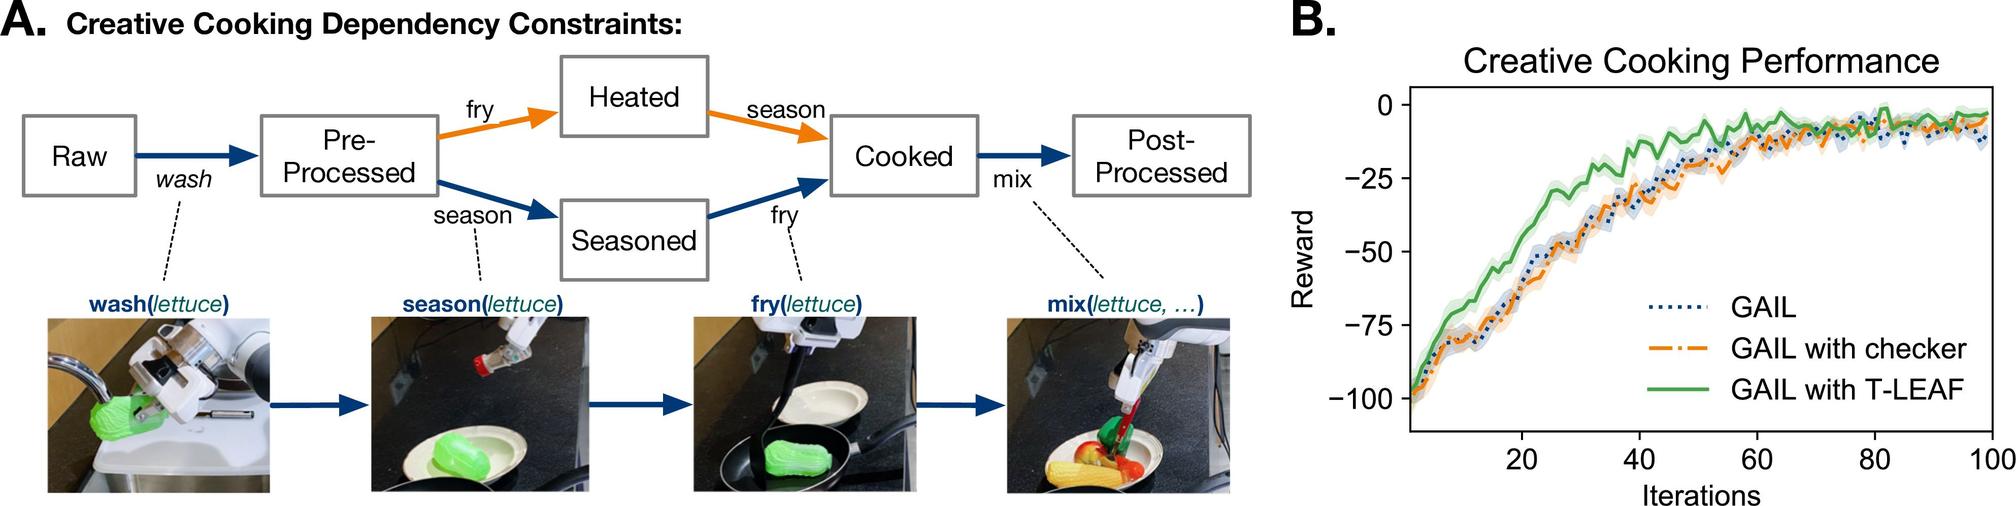 A. Creative Cooking Dependency Constraints:
Raw
wash
Pre-
Processed
fry
season
Heated
Seasoned
season
fry
Cooked
mix
Post-
Processed
wash(lettuce)
season(lettuce)
fry(lettuce)
mix(lettuce, ...)
B.
Creative Cooking Performance
Reward
0
−25
−50
−75
−100
GAIL
GAIL with checker
GAIL with T-LEAF
20 40 60 80 100
Iterations